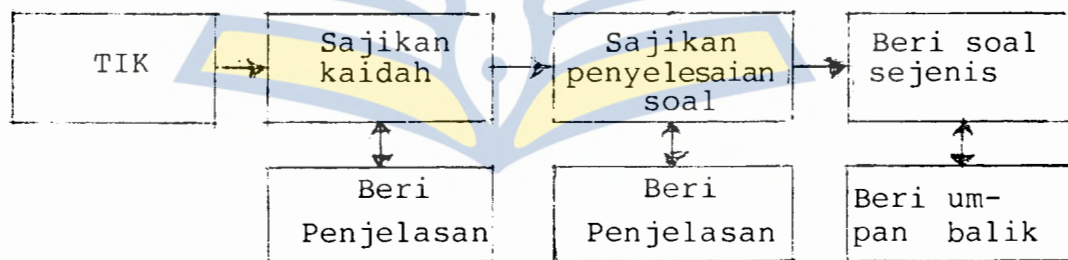 TIK
Sajikan
kaidah
Sajikan
penyelesaian
soal
Beri soal
sejenis
Beri
Penjelasan
Beri
Penjelasan
Beri um-
pan balik